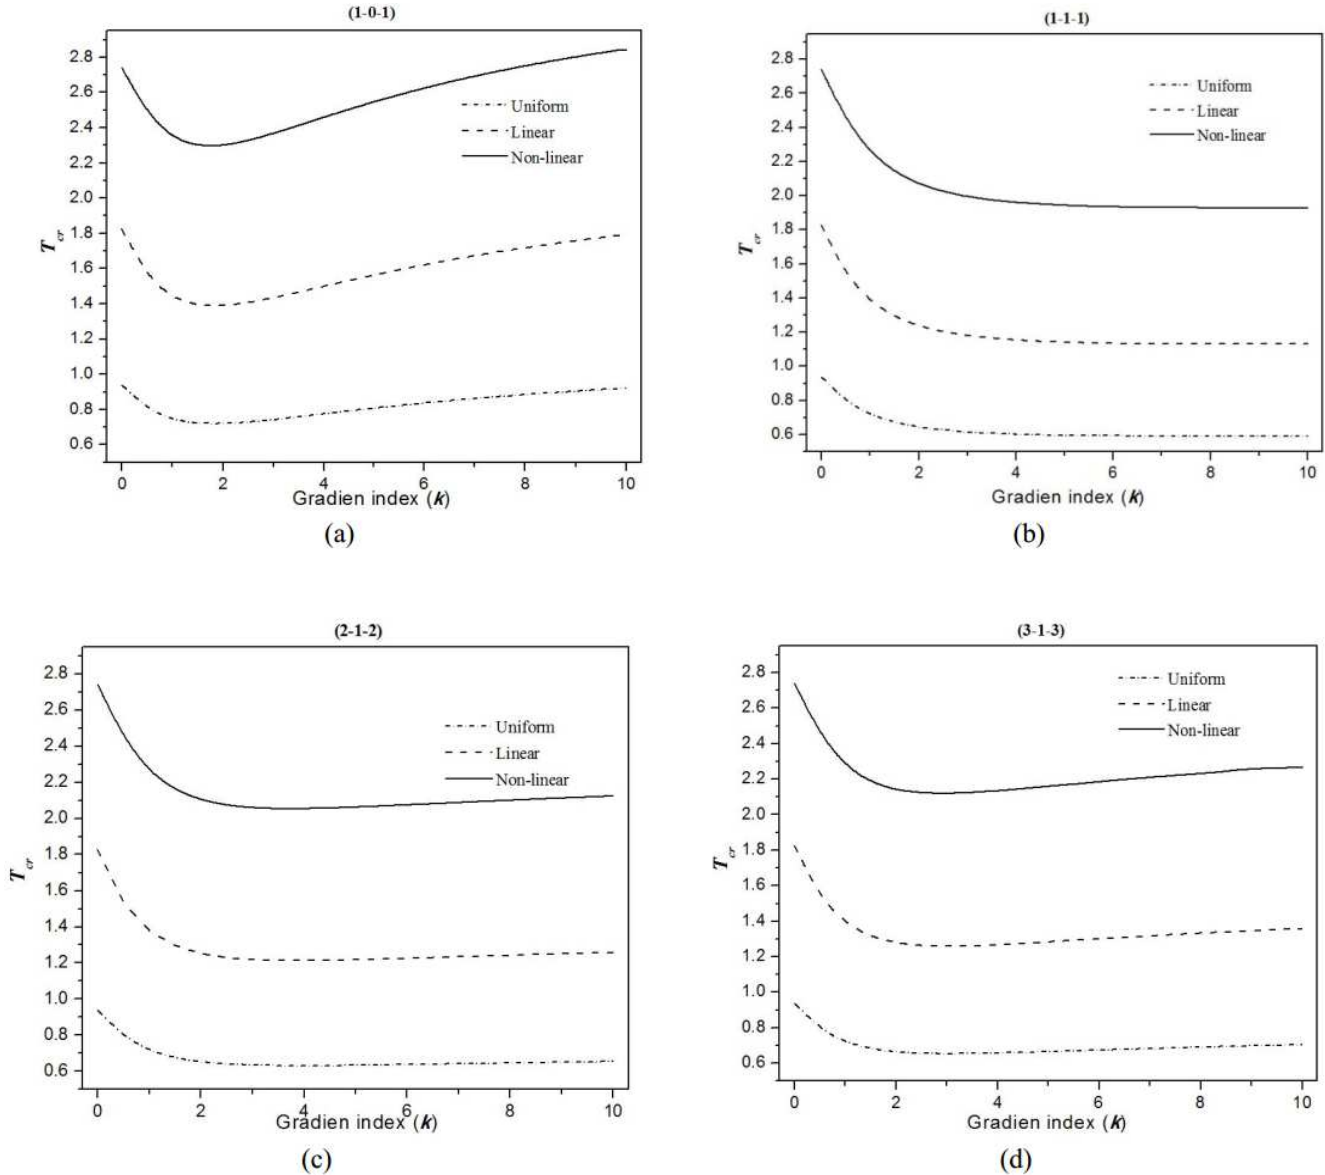 (1-0-1)
2.8
2.6
2.4
2.2
2.0
1.8
1.6
1.4
1.2
1.0
0.8
0.6
T_cr
Uniform
Linear
Non-linear
0 2 4 6 8 10
Gradien index (k)
(a)
(1-1-1)
2.8
2.6
2.4
2.2
2.0
1.8
1.6
1.4
1.2
1.0
0.8
0.6
T_cr
Uniform
Linear
Non-linear
0 2 4 6 8 10
Gradien index (k)
(b)
(2-1-2)
2.8
2.6
2.4
2.2
2.0
1.8
1.6
1.4
1.2
1.0
0.8
0.6
T_cr
Uniform
Linear
Non-linear
0 2 4 6 8 10
Gradien index (k)
(c)
(3-1-3)
2.8
2.6
2.4
2.2
2.0
1.8
1.6
1.4
1.2
1.0
0.8
0.6
T_cr
Uniform
Linear
Non-linear
0 2 4 6 8 10
Gradien index (k)
(d)